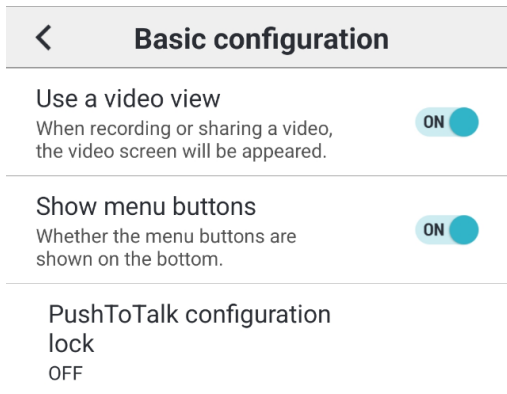 Basic configuration
Use a video view
ON
When recording or sharing a video,
the video screen will be appeared.
Show menu buttons
ON
Whether the menu buttons are
shown on the bottom.
PushToTalk configuration
lock
OFF